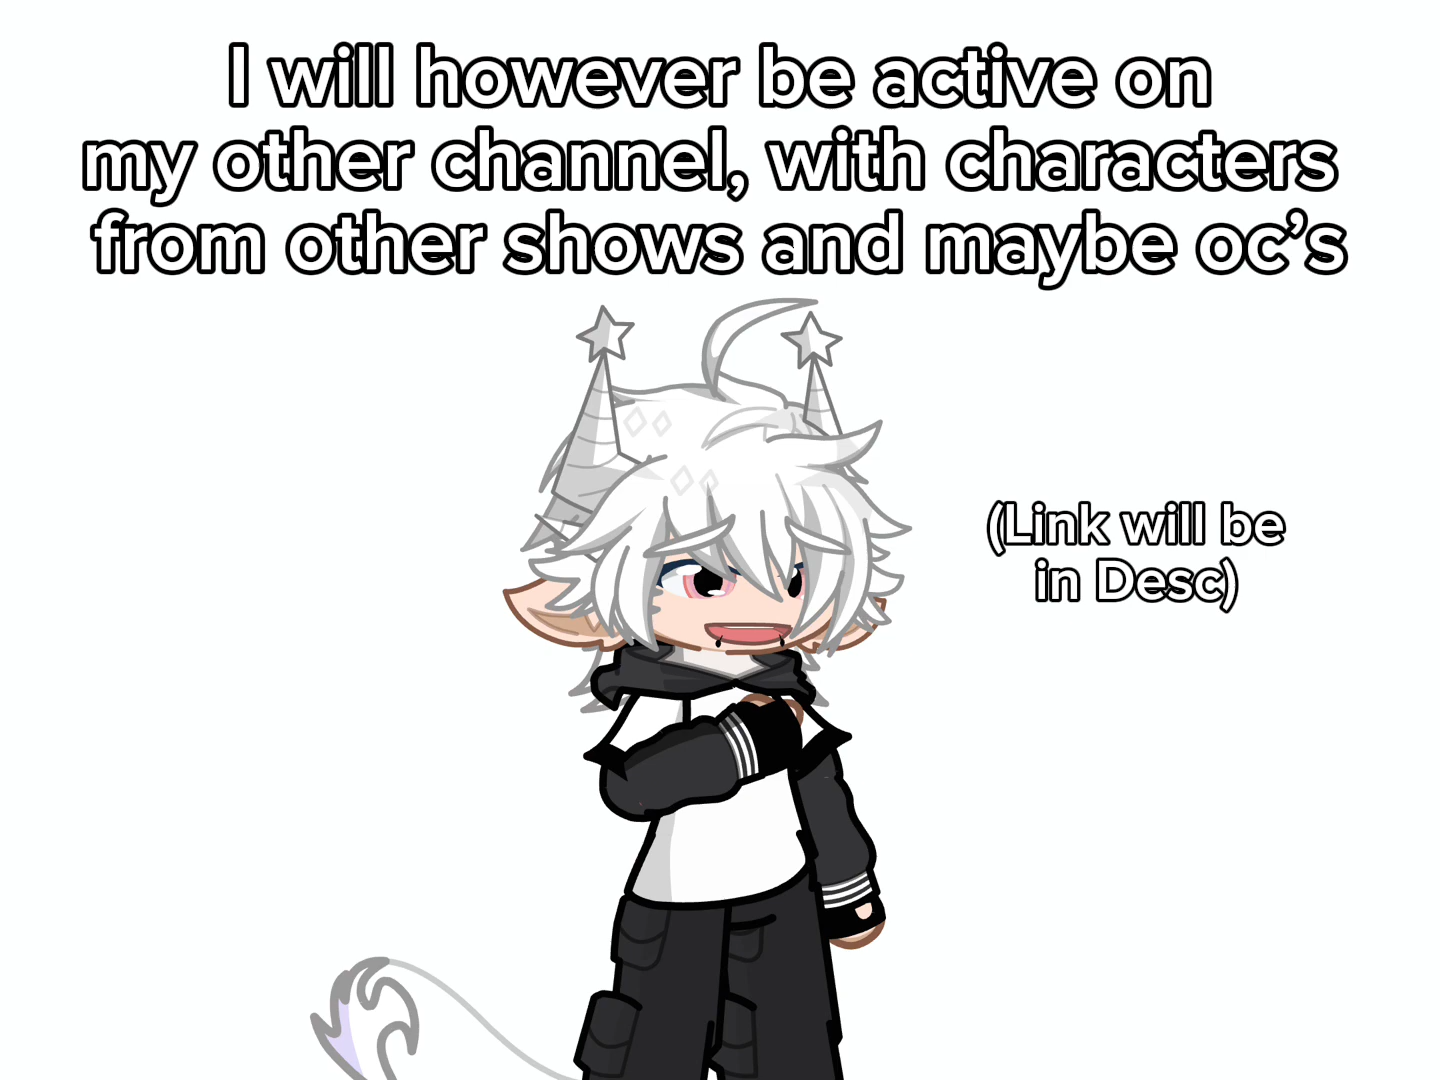 I will however be active on
my other channel, with characters
from other shows and maybe oc’s
(Link will be
in Desc)